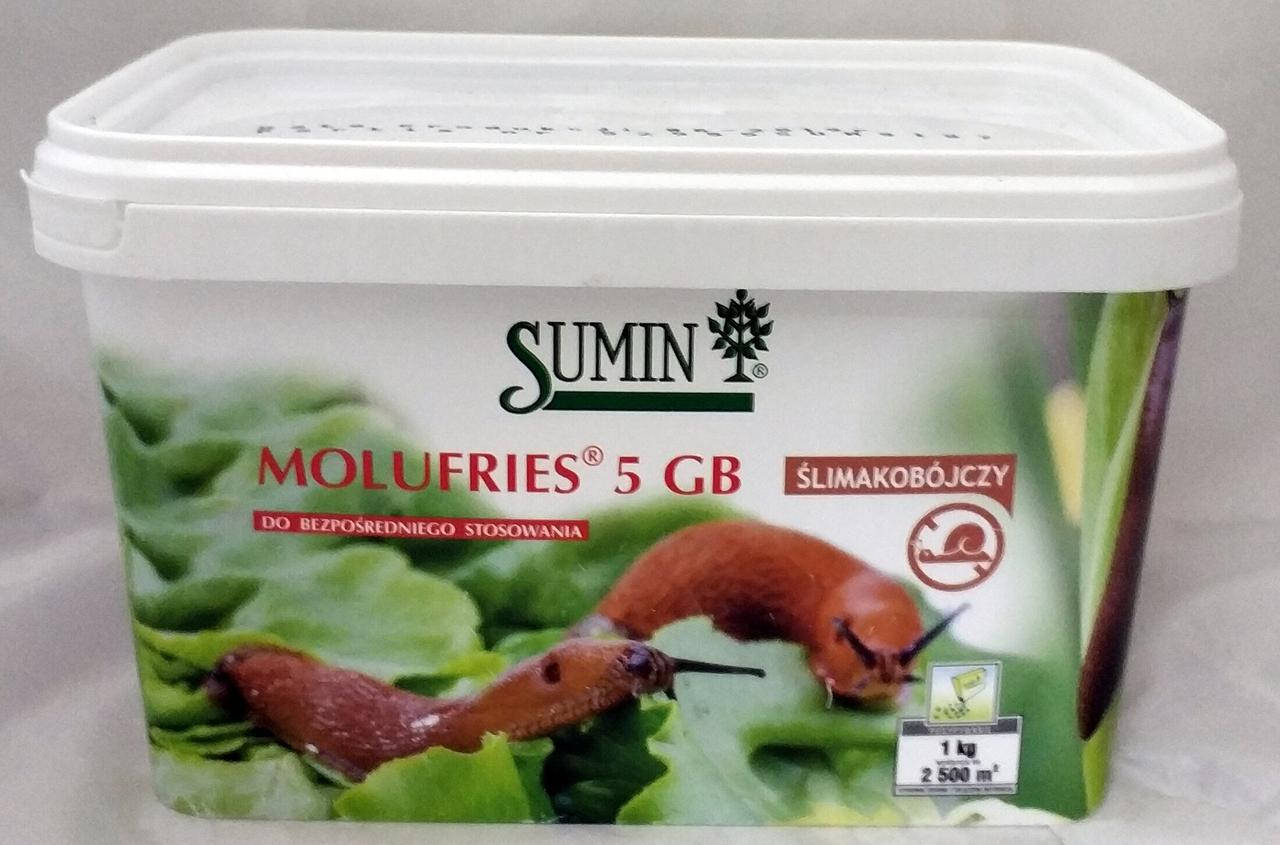 SUMIN ®
MOLUFRIES® 5 GB
ŚLIMAKOBÓJCZY
DO BEZPOŚREDNIEGO STOSOWANIA
1 kg
2 500 m²